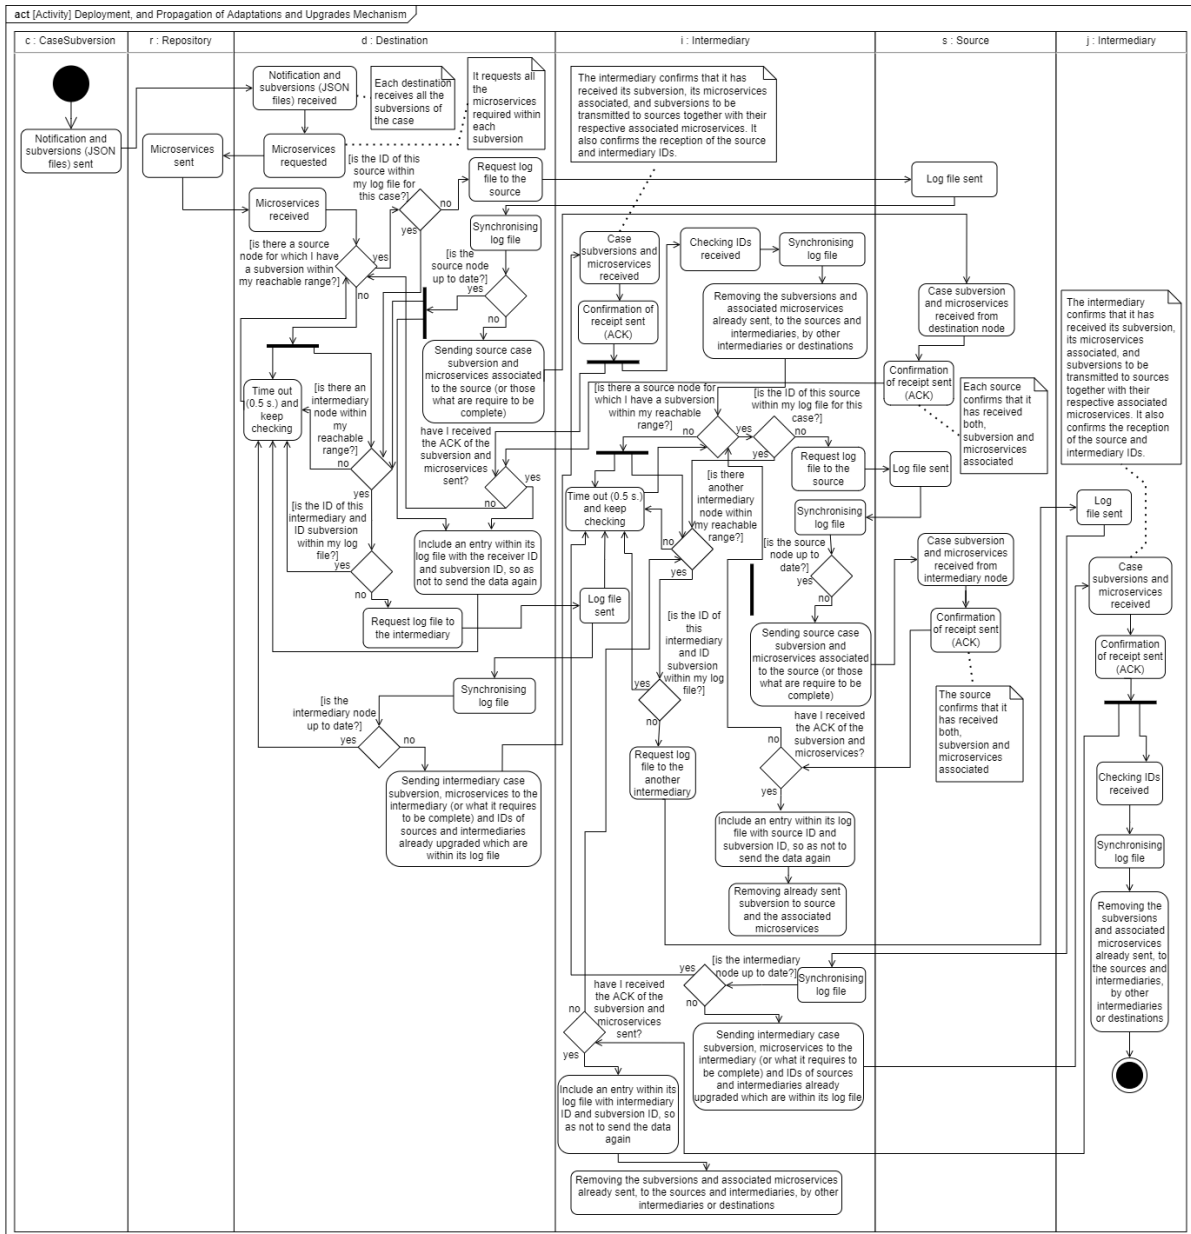 act [Activity] Deployment, and Propagation of Adaptations and Upgrades Mechanism
c : CaseSubversion
r : Repository
d : Destination
i : Intermediary
s : Source
j : Intermediary
Notification and
subversions (JSON
files) sent
Microservices
sent
Notification and
subversions (JSON
files) received
Each destination
receives all the
subversions of
the case
It requests all
the
microservices
required within
each
subversion
Microservices
requested
Microservices
received
[is the ID of this
source within
my log file for
this case?]
no
yes
Request log
file to the
source
Synchronising
log file
[is there a source
node for which I have
a subversion within
my reachable range?]
yes
no
[is the
source node
up to date?]
yes
no
Sending source case
subversion and
microservices associated
to the source (or those
what are require to be
complete)
Time out
(0.5 s.) and
keep
checking
[is there an
intermediary
node within
my
reachable
range?]
no
yes
have I received
the ACK of the
subversion and
microservices
sent?
yes
no
[is the ID of this
intermediary and
ID subversion
within my log
file?]
yes
no
Include an entry within its
log file with the receiver ID
and subversion ID, so as
not to send the data again
Request log file to
the intermediary
Synchronising
log file
[is the
intermediary node
up to date?]
yes
no
Sending intermediary case
subversion, microservices to the
intermediary (or what it requires
to be complete) and IDs of
sources and intermediaries
already upgraded which are
within its log file
The intermediary confirms that it has
received its subversion, its microservices
associated, and subversions to be
transmitted to sources together with their
respective associated microservices. It
also confirms the reception of the source
and intermediary IDs.
Case
subversions and
microservices
received
Checking IDs
received
Synchronising
log file
Confirmation of
receipt sent
(ACK)
Removing the subversions and
associated microservices
already sent, to the sources and
intermediaries, by other
intermediaries or destinations
[is there a source node for
which I have a subversion
within my reachable
range?]
no
yes
[is the ID of this source
within my log file for this
case?]
no
yes
Request log
file to the
source
Time out (0.5 s.)
and keep
checking
[is there
another
intermediary
node within
my reachable
range?]
no
yes
Synchronising
log file
[is the source
node up to
date?]
yes
no
Log file
sent
[is the ID of
this
intermediary
and ID
subversion
within my log
file?]
yes
no
Sending source case
subversion and
microservices associated
to the source (or those
what are require to be
complete)
Request log
file to the
another
intermediary
have I received
the ACK of the
subversion and
microservices?
no
yes
Include an entry within its log
file with source ID and
subversion ID, so as not to
send the data again
Removing already sent
subversion to source
and the associated
microservices
[is the intermediary
node up to date?]
yes
no
Synchronising
log file
have I received
the ACK of the
subversion and
microservices
sent?
no
yes
Sending intermediary case
subversion, microservices to the
intermediary (or what it requires to
be complete) and IDs of sources
and intermediaries already
upgraded which are within its log file
Include an entry within its
log file with intermediary
ID and subversion ID, so
as not to send the data
again
Removing the subversions and associated microservices
already sent, to the sources and intermediaries, by other
intermediaries or destinations
Log file sent
Case subversion
and microservices
received from
destination node
Confirmation of
receipt sent
(ACK)
Each source
confirms that it
has received
both,
subversion and
microservices
associated
Log file sent
Case subversion
and microservices
received from
intermediary node
Confirmation
of receipt sent
(ACK)
The source
confirms that it
has received
both,
subversion and
microservices
associated
The intermediary
confirms that it has
received its subversion,
its microservices
associated, and
subversions to be
transmitted to sources
together with their
respective associated
microservices. It also
confirms the reception
of the source and
intermediary IDs.
Log
file sent
Case
subversions and
microservices
received
Confirmation
of receipt sent
(ACK)
Checking IDs
received
Synchronising
log file
Removing the
subversions
and associated
microservices
already sent, to
the sources and
intermediaries,
by other
intermediaries
or destinations